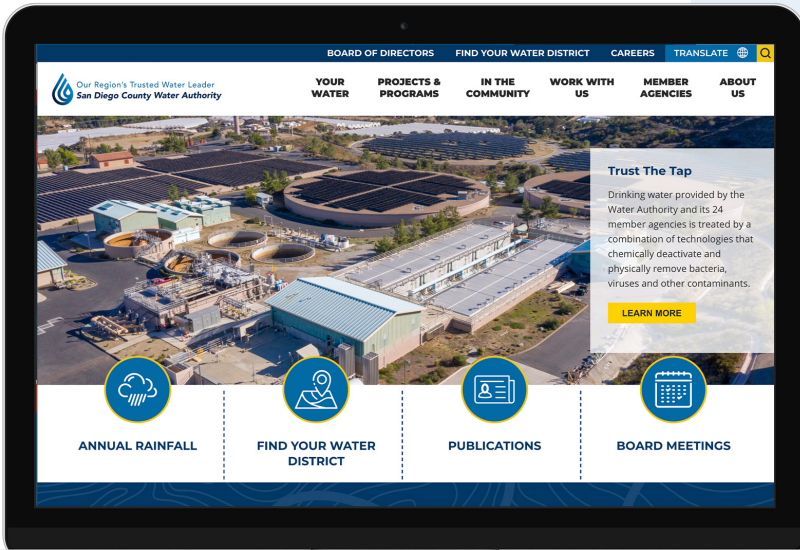 BOARD OF DIRECTORS FIND YOUR WATER DISTRICT CAREERS TRANSLATE
Our Region's Trusted Water Leader
San Diego County Water Authority
YOUR WATER
PROJECTS & PROGRAMS
IN THE COMMUNITY
WORK WITH US
MEMBER AGENCIES
ABOUT US
Trust The Tap
Drinking water provided by the
Water Authority and its 24
member agencies is treated by a
combination of technologies that
chemically deactivate and
physically remove bacteria,
viruses and other contaminants.
LEARN MORE
ANNUAL RAINFALL
FIND YOUR WATER
DISTRICT
PUBLICATIONS
BOARD MEETINGS